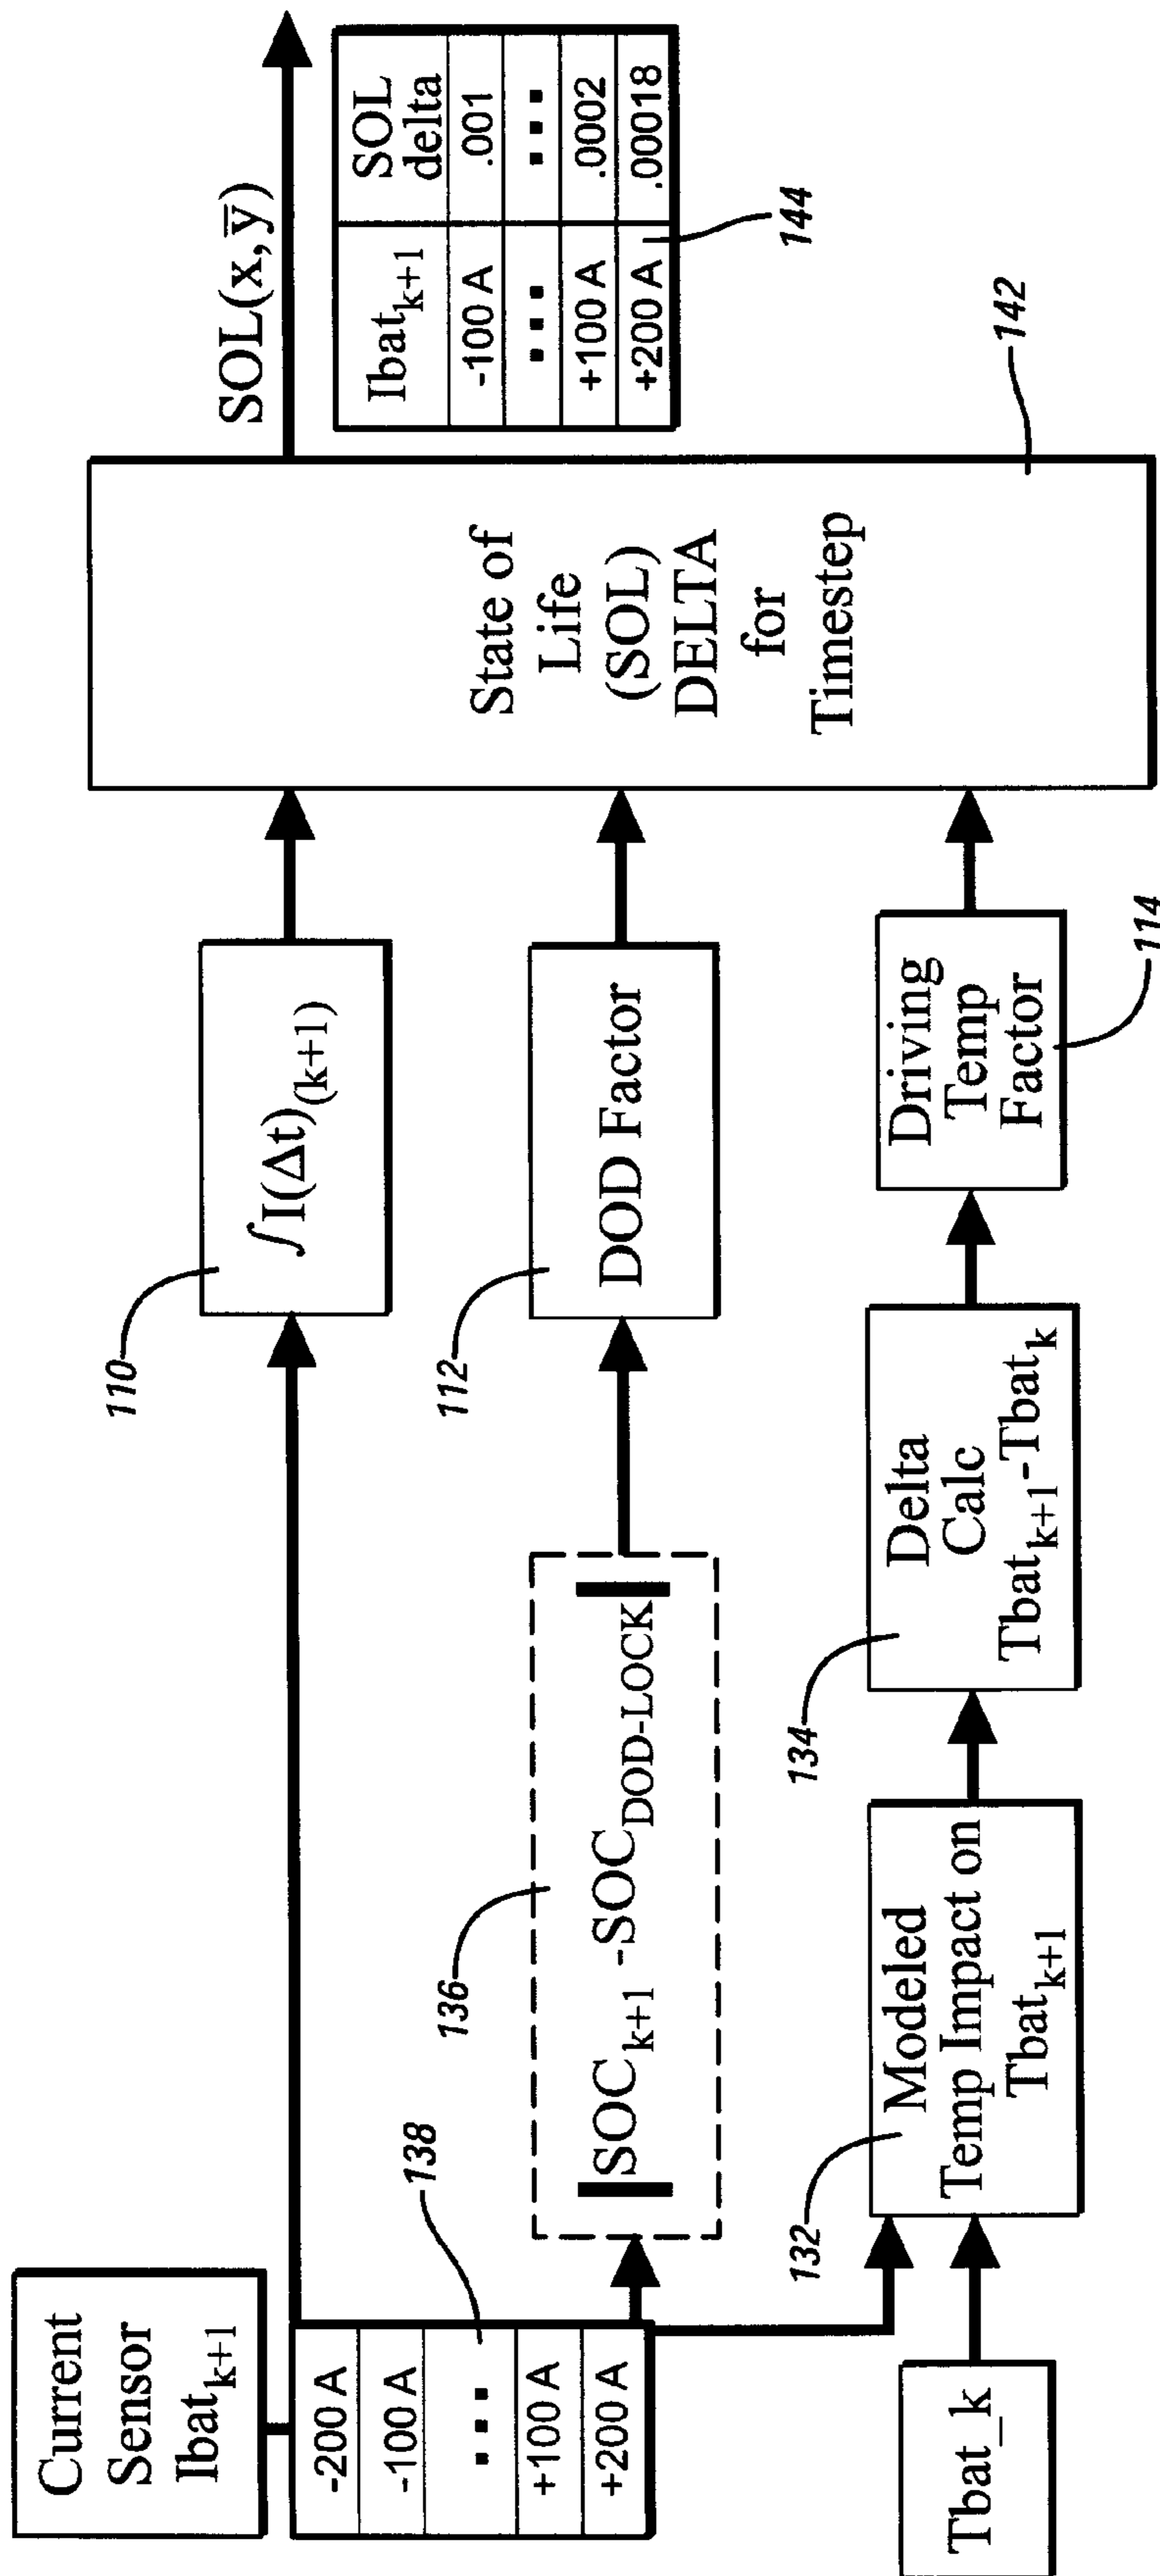 Current
Sensor
Ibatₖ₊₁
-200 A
-100 A
...
+100 A
+200 A
138
Tbat_k
110
∫I(Δt)₍ₖ₊₁₎
136
|SOCₖ₊₁ -SOC_DOD-LOCK|
112
DOD Factor
132
Modeled
Temp Impact on
Tbatₖ₊₁
134
Delta
Calc
Tbatₖ₊₁-Tbatₖ
Driving
Temp
Factor
114
State of
Life
(SOL)
DELTA
for
Timestep
142
SOL(x,y̅)
Ibatₖ₊₁ SOL delta
-100 A .001
... ...
+100 A .0002
+200 A .00018
144